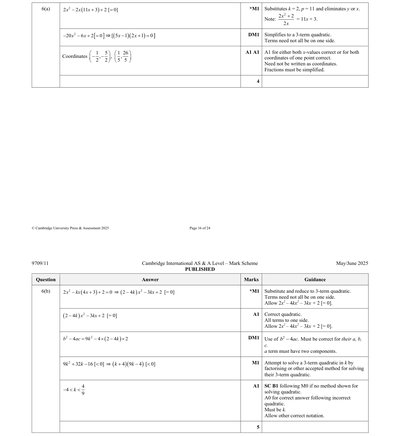 6(a)
2x² − 2x(11x + 3) + 2 [= 0]
*M1
Substitutes k = 2, p = 11 and eliminates y or x.
Note: (2x² + 2)/2x = 11x + 3.
−20x² − 6x + 2[= 0] ⇒ [(5x − 1)(2x + 1) = 0]
DM1
Simplifies to a 3-term quadratic.
Terms need not all be on one side.
Coordinates (−1/2, −5/2), (1/5, 26/5)
A1 A1
A1 for either both x-values correct or for both
coordinates of one point correct.
Need not be written as coordinates.
Fractions must be simplified.
4
© Cambridge University Press & Assessment 2025
Page 16 of 24
9709/11
Cambridge International AS & A Level – Mark Scheme
PUBLISHED
May/June 2025
Question
Answer
Marks
Guidance
6(b)
2x² − kx(4x + 3) + 2 = 0 ⇒ (2 − 4k)x² − 3kx + 2 [= 0]
*M1
Substitute and reduce to 3-term quadratic.
Terms need not all be on one side.
Allow 2x² − 4kx² − 3kx + 2 [= 0].
(2 − 4k)x² − 3kx + 2 [= 0]
A1
Correct quadratic.
All terms to one side.
Allow 2x² − 4kx² − 3kx + 2 [= 0].
b² − 4ac = 9k² − 4×(2 − 4k)×2
DM1
Use of b² − 4ac. Must be correct for their a, b,
c.
a term must have two components.
9k² + 32k − 16 [< 0] ⇒ (k + 4)(9k − 4) [< 0]
M1
Attempt to solve a 3-term quadratic in k by
factorising or other accepted method for solving
their 3-term quadratic.
−4 < k < 4/9
A1
SC B1 following M0 if no method shown for
solving quadratic.
A0 for correct answer following incorrect
quadratic.
Must be k
Allow other correct notation.
5